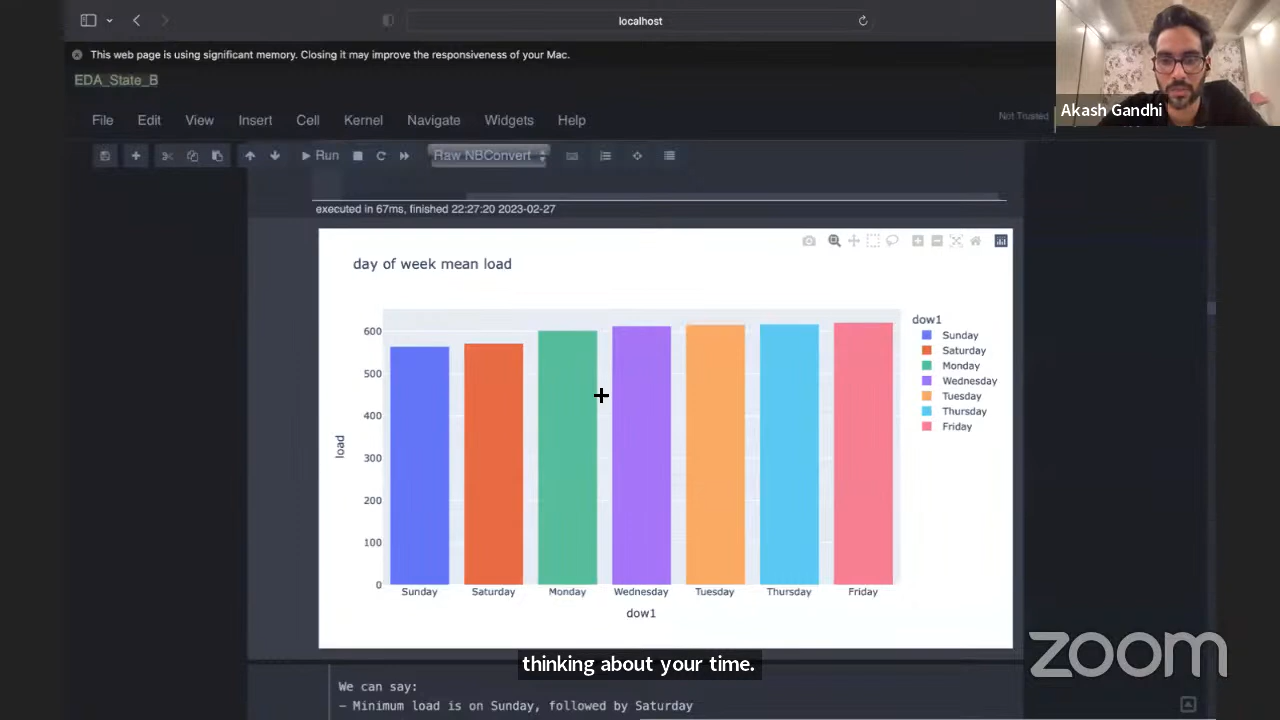 localhost
This web page is using significant memory. Closing it may improve the responsiveness of your Mac.
EDA_State_B
Akash Gandhi
File Edit View Insert Cell Kernel Navigate Widgets Help
Not Trusted
Run
Raw NBConvert
executed in 67ms, finished 22:27:20 2023-02-27
day of week mean load
600
500
400
300
200
100
0
load
Sunday Saturday Monday Wednesday Tuesday Thursday Friday
dow1
dow1
Sunday
Saturday
Monday
Wednesday
Tuesday
Thursday
Friday
thinking about your time.
We can say:
– Minimum load is on Sunday, followed by Saturday
zoom